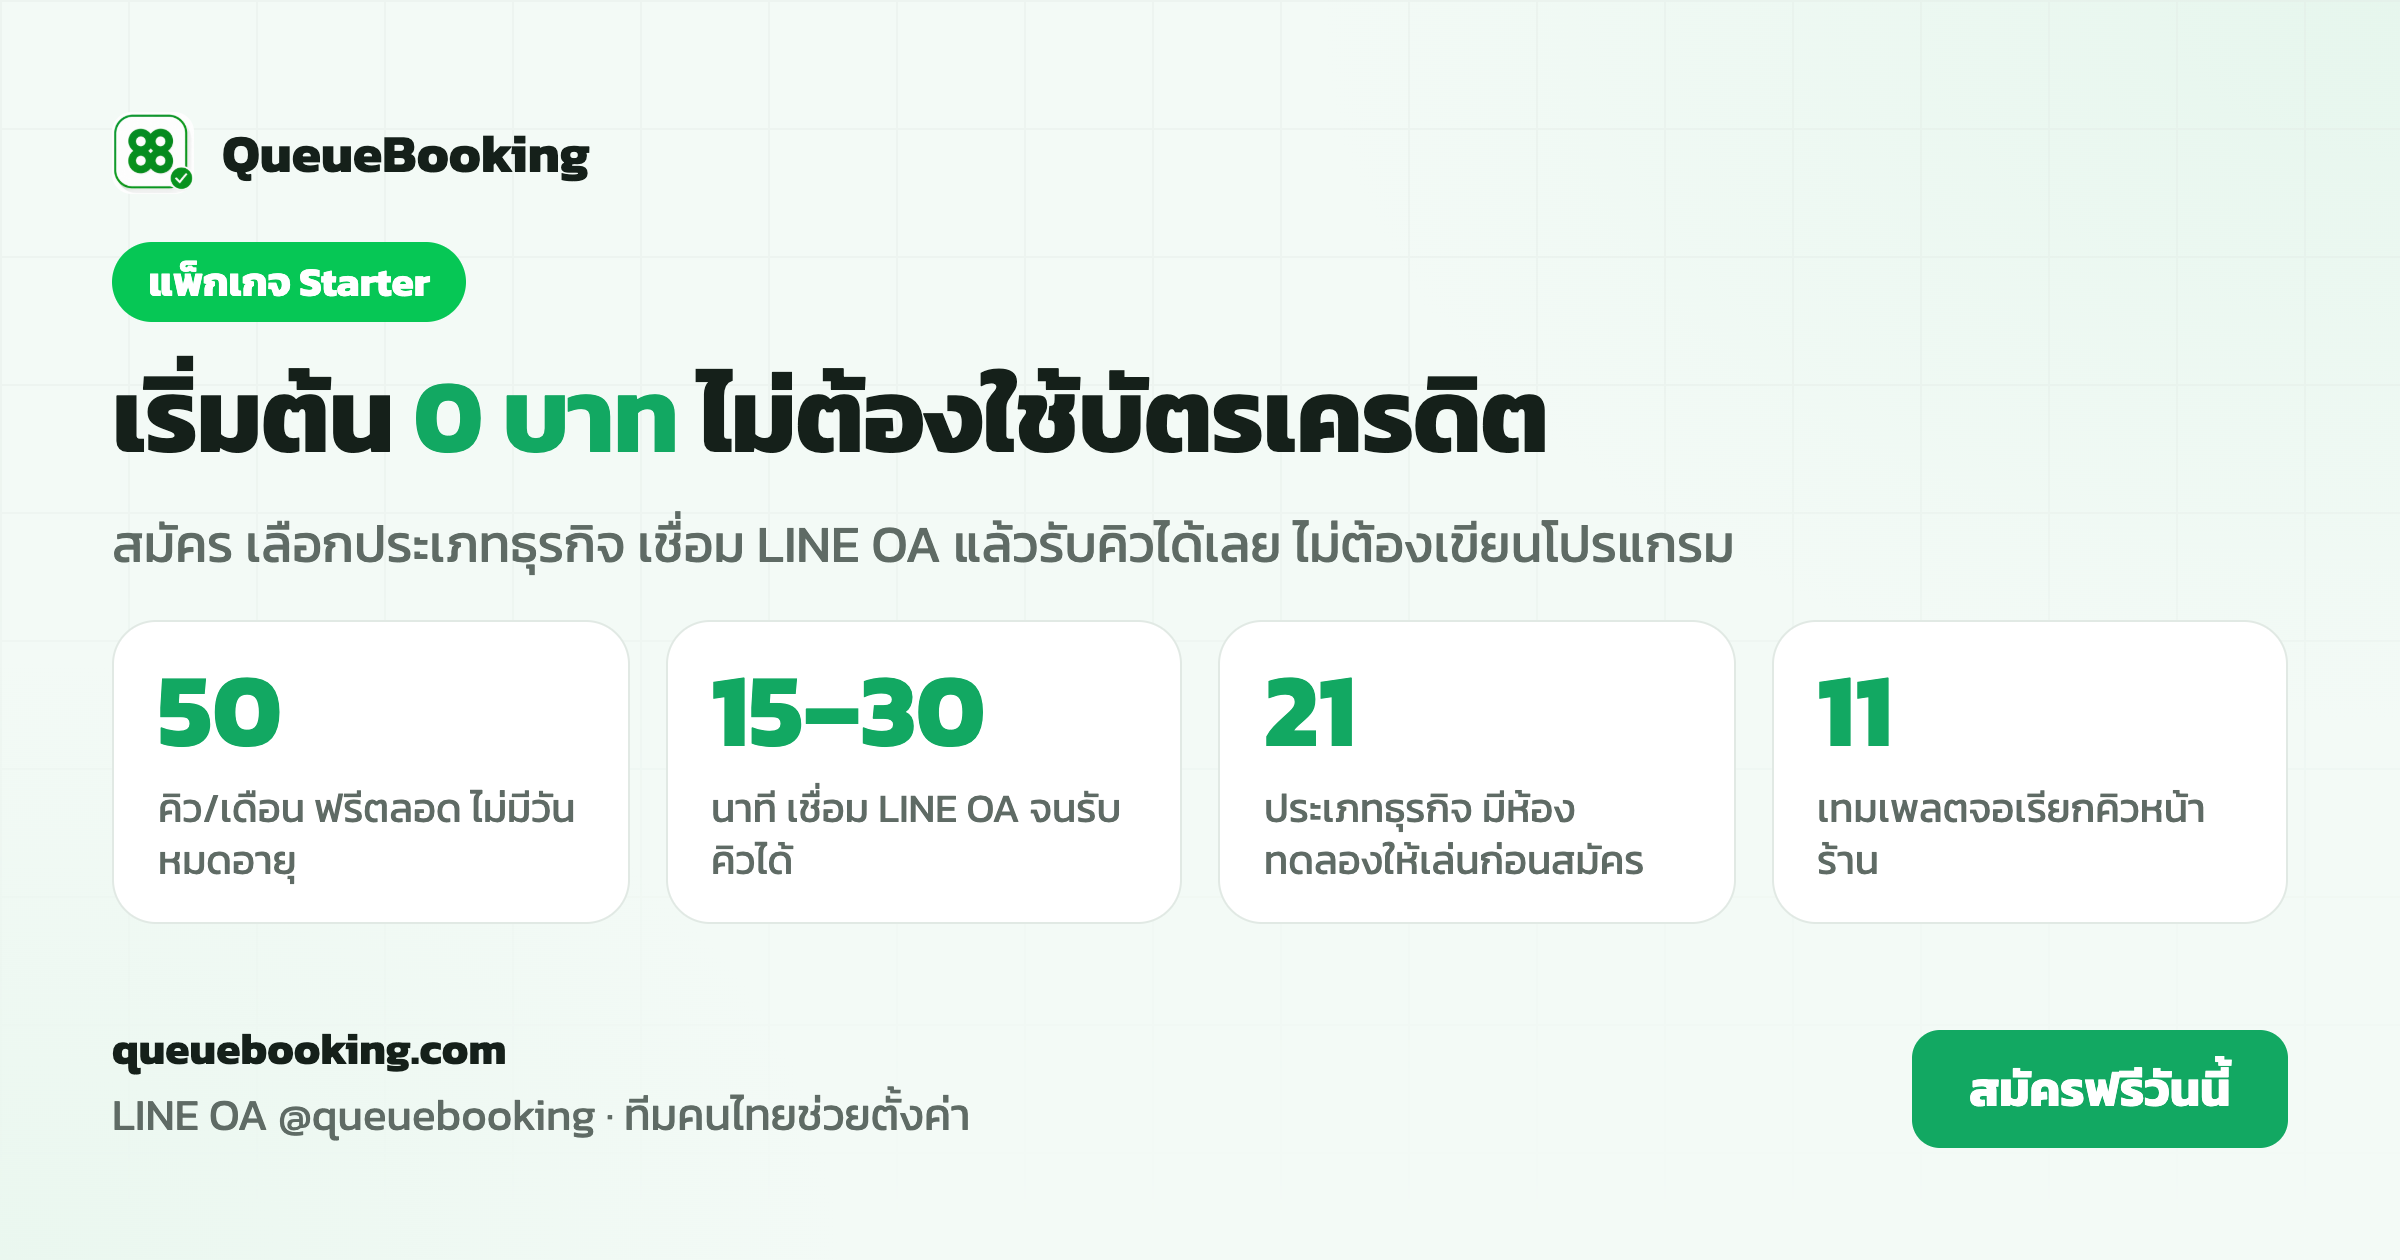 QueueBooking
แพ็กเกจ Starter
เริ่มต้น 0 บาท ไม่ต้องใช้บัตรเครดิต
สมัคร เลือกประเภทธุรกิจ เชื่อม LINE OA แล้วรับคิวได้เลย ไม่ต้องเขียนโปรแกรม
50
คิว/เดือน ฟรีตลอด ไม่มีวัน
หมดอายุ
15–30
นาที เชื่อม LINE OA จนรับ
คิวได้
21
ประเภทธุรกิจ มีห้อง
ทดลองให้เล่นก่อนสมัคร
11
เทมเพลตจอเรียกคิวหน้า
ร้าน
queuebooking.com
LINE OA @queuebooking · ทีมคนไทยช่วยตั้งค่า
สมัครฟรีวันนี้